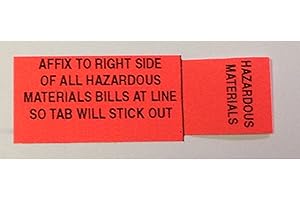 AFFIX TO RIGHT SIDE
OF ALL HAZARDOUS
MATERIALS BILLS AT LINE
SO TAB WILL STICK OUT
HAZARDOUS
MATERIALS